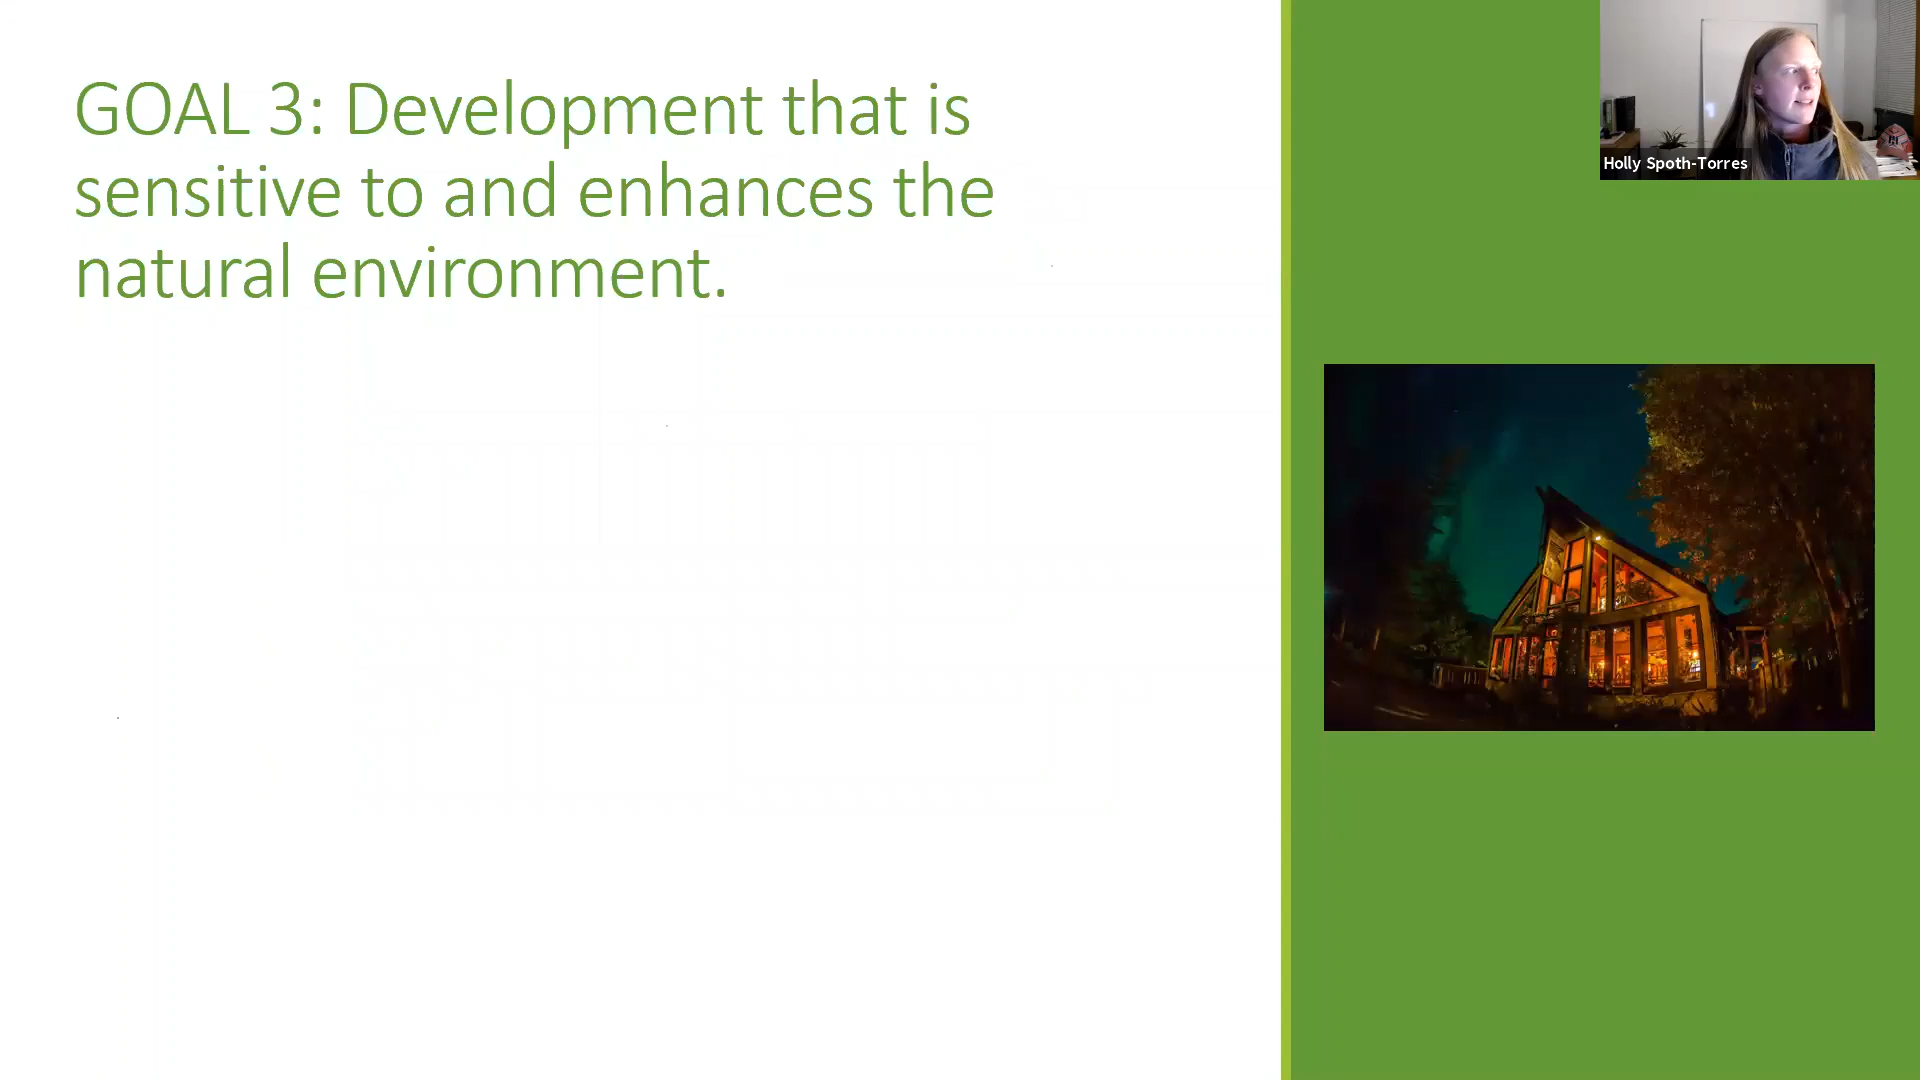 GOAL 3: Development that is
sensitive to and enhances the
natural environment.
Holly Spoth-Torres